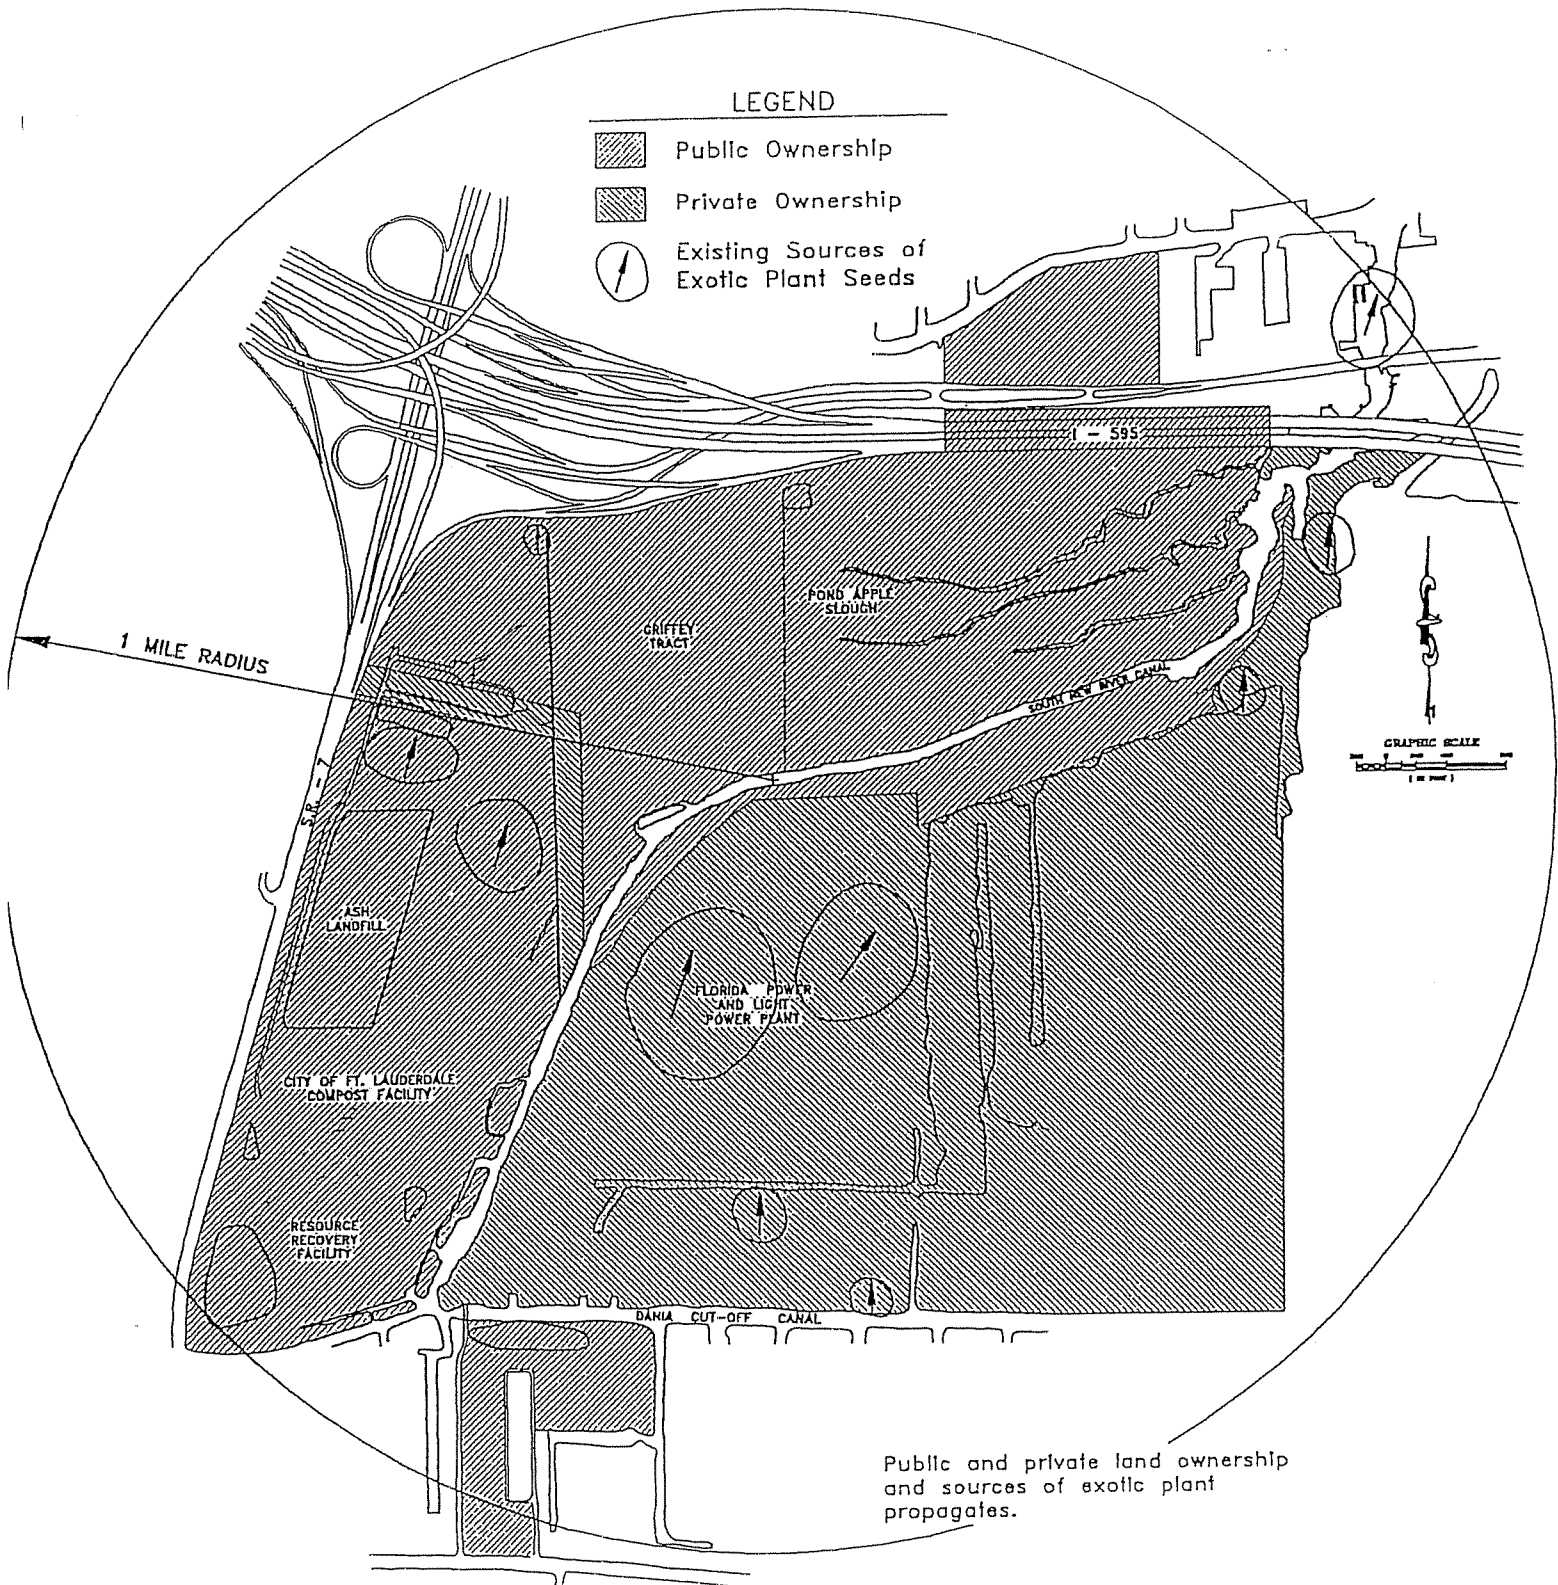 LEGEND
Public Ownership
Private Ownership
Existing Sources of
Exotic Plant Seeds
I - 595
POND APPLE
SLOUGH
GRIFFEY
TRACT
1 MILE RADIUS
SOUTH NEW RIVER CANAL
GRAPHIC SCALE
S.R. - 7
ASH
LANDFILL
FLORIDA POWER
AND LIGHT
POWER PLANT
CITY OF FT. LAUDERDALE
COMPOST FACILITY
RESOURCE
RECOVERY
FACILITY
DANIA CUT-OFF CANAL
Public and private land ownership
and sources of exotic plant
propagates.